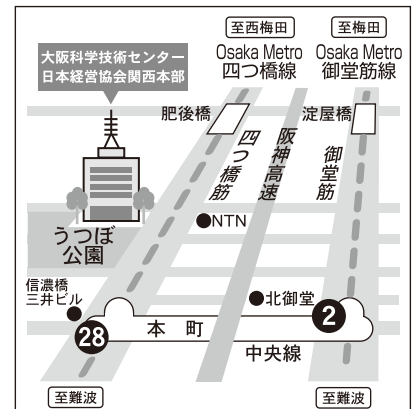 至西梅田
至梅田
Osaka Metro
四つ橋線
Osaka Metro
御堂筋線
大阪科学技術センター
日本経営協会関西本部
肥後橋
淀屋橋
四つ橋筋
阪神高速
御堂筋
NTN
うつぼ
公園
信濃橋
三井ビル
北御堂
28
本町
2
中央線
至難波
至難波